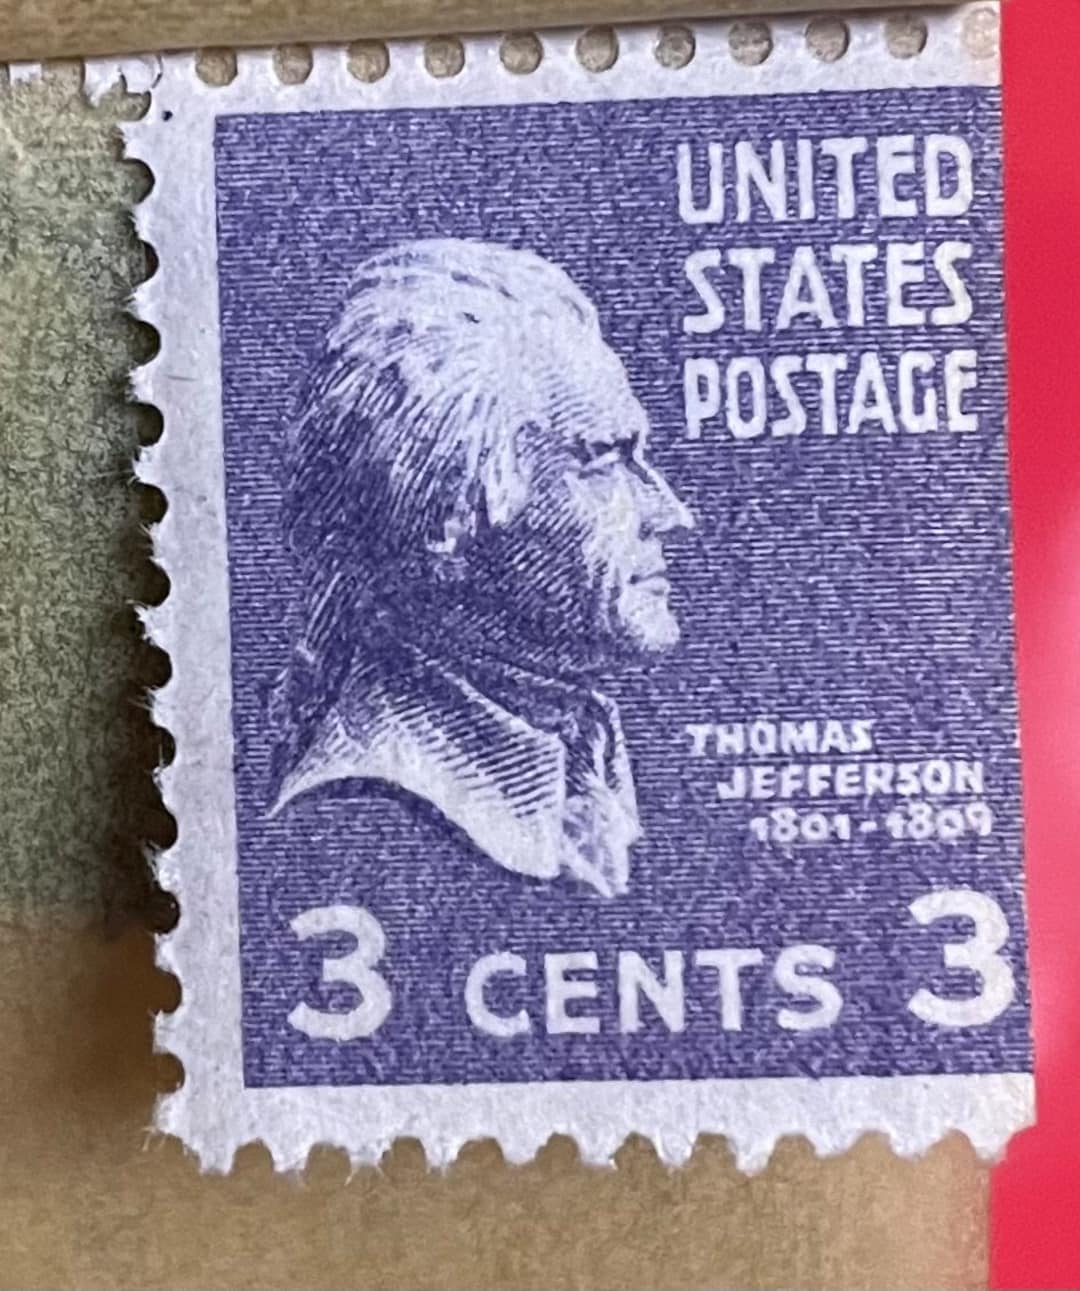 UNITED
STATES
POSTAGE
THOMAS
JEFFERSON
1801-1809
3 CENTS 3